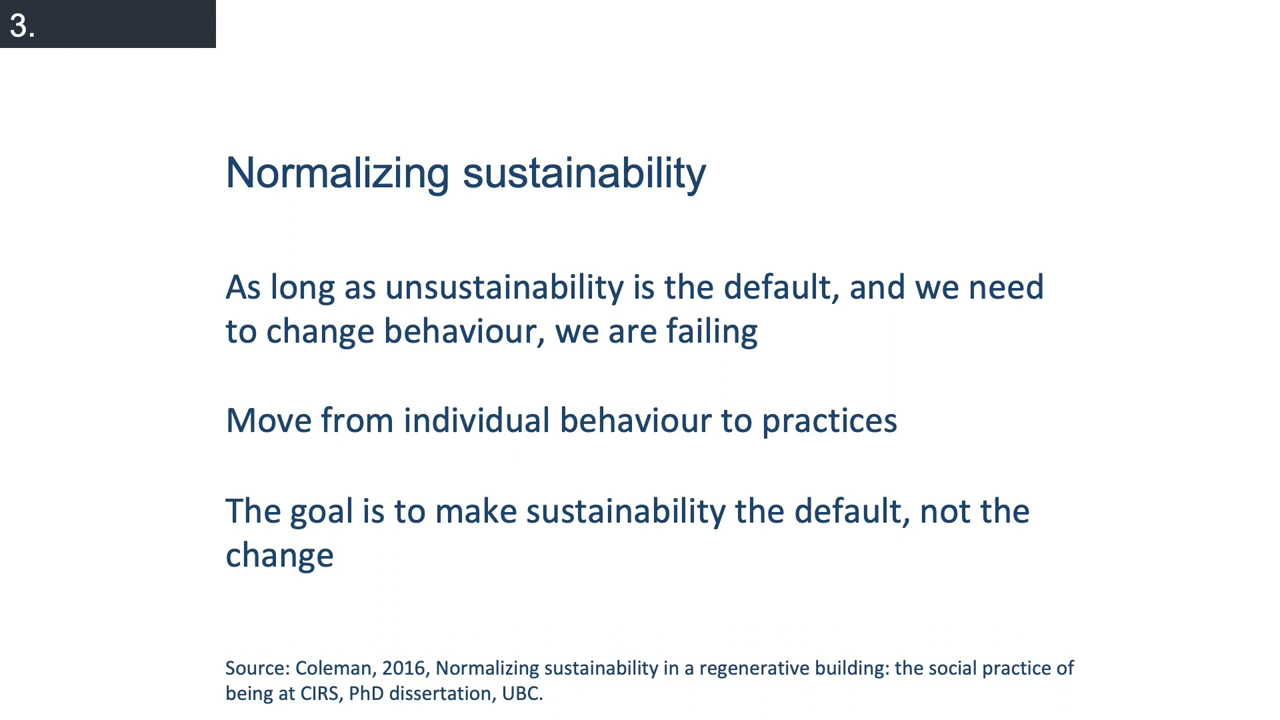 3.
Normalizing sustainability
As long as unsustainability is the default, and we need
to change behaviour, we are failing
Move from individual behaviour to practices
The goal is to make sustainability the default, not the
change
Source: Coleman, 2016, Normalizing sustainability in a regenerative building: the social practice of
being at CIRS, PhD dissertation, UBC.